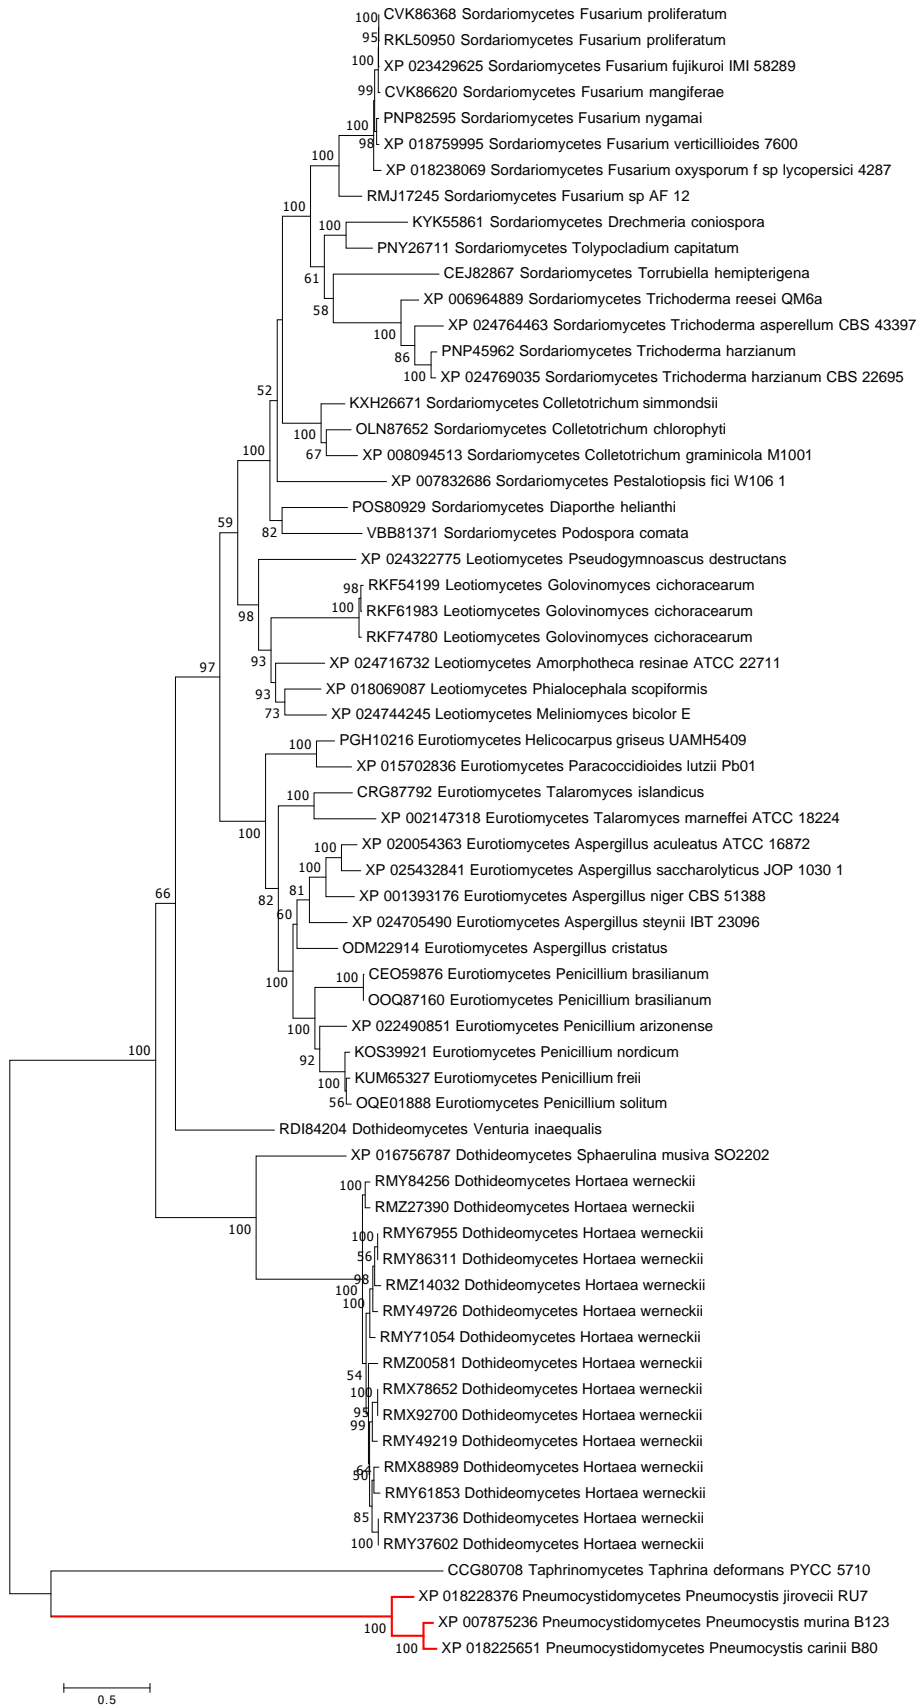 CVK86368 Sordariomycetes Fusarium proliferatum
100
RKL50950 Sordariomycetes Fusarium proliferatum
95
XP 023429625 Sordariomycetes Fusarium fujikuroi IMI 58289
100
CVK86620 Sordariomycetes Fusarium mangiferae
99
PNP82595 Sordariomycetes Fusarium nygamai
100
XP 018759995 Sordariomycetes Fusarium verticillioides 7600
98
XP 018238069 Sordariomycetes Fusarium oxysporum f sp lycopersici 4287
100
RMJ17245 Sordariomycetes Fusarium sp AF 12
100
KYK55861 Sordariomycetes Drechmeria coniospora
100
PNY26711 Sordariomycetes Tolypocladium capitatum
61
CEJ82867 Sordariomycetes Torrubiella hemipterigena
XP 006964889 Sordariomycetes Trichoderma reesei QM6a
58
XP 024764463 Sordariomycetes Trichoderma asperellum CBS 43397
100
PNP45962 Sordariomycetes Trichoderma harzianum
86
XP 024769035 Sordariomycetes Trichoderma harzianum CBS 22695
100
52
KXH26671 Sordariomycetes Colletotrichum simmondsii
OLN87652 Sordariomycetes Colletotrichum chlorophyti
100
XP 008094513 Sordariomycetes Colletotrichum graminicola M1001
67
100
XP 007832686 Sordariomycetes Pestalotiopsis fici W106 1
POS80929 Sordariomycetes Diaporthe helianthi
59
VBB81371 Sordariomycetes Podospora comata
82
XP 024322775 Leotiomycetes Pseudogymnoascus destructans
RKF54199 Leotiomycetes Golovinomyces cichoracearum
98
RKF61983 Leotiomycetes Golovinomyces cichoracearum
100
98
RKF74780 Leotiomycetes Golovinomyces cichoracearum
93
XP 024716732 Leotiomycetes Amorphotheca resinae ATCC 22711
97
XP 018069087 Leotiomycetes Phialocephala scopiformis
93
XP 024744245 Leotiomycetes Meliniomyces bicolor E
73
PGH10216 Eurotiomycetes Helicocarpus griseus UAMH5409
100
XP 015702836 Eurotiomycetes Paracoccidioides lutzii Pb01
CRG87792 Eurotiomycetes Talaromyces islandicus
100
XP 002147318 Eurotiomycetes Talaromyces marneffei ATCC 18224
100
XP 020054363 Eurotiomycetes Aspergillus aculeatus ATCC 16872
100
XP 025432841 Eurotiomycetes Aspergillus saccharolyticus JOP 1030 1
100
XP 001393176 Eurotiomycetes Aspergillus niger CBS 51388
81
82
66
60
XP 024705490 Eurotiomycetes Aspergillus steynii IBT 23096
ODM22914 Eurotiomycetes Aspergillus cristatus
CEO59876 Eurotiomycetes Penicillium brasilianum
100
100
OOQ87160 Eurotiomycetes Penicillium brasilianum
XP 022490851 Eurotiomycetes Penicillium arizonense
100
KOS39921 Eurotiomycetes Penicillium nordicum
100
92
KUM65327 Eurotiomycetes Penicillium freii
100
OQE01888 Eurotiomycetes Penicillium solitum
56
RDI84204 Dothideomycetes Venturia inaequalis
XP 016756787 Dothideomycetes Sphaerulina musiva SO2202
RMY84256 Dothideomycetes Hortaea werneckii
100
RMZ27390 Dothideomycetes Hortaea werneckii
100
RMY67955 Dothideomycetes Hortaea werneckii
100
RMY86311 Dothideomycetes Hortaea werneckii
56
RMZ14032 Dothideomycetes Hortaea werneckii
98
100
RMY49726 Dothideomycetes Hortaea werneckii
100
RMY71054 Dothideomycetes Hortaea werneckii
RMZ00581 Dothideomycetes Hortaea werneckii
54
RMX78652 Dothideomycetes Hortaea werneckii
100
RMX92700 Dothideomycetes Hortaea werneckii
95
99
RMY49219 Dothideomycetes Hortaea werneckii
RMX88989 Dothideomycetes Hortaea werneckii
64
50
RMY61853 Dothideomycetes Hortaea werneckii
RMY23736 Dothideomycetes Hortaea werneckii
85
RMY37602 Dothideomycetes Hortaea werneckii
100
CCG80708 Taphrinomycetes Taphrina deformans PYCC 5710
XP 018228376 Pneumocystidomycetes Pneumocystis jirovecii RU7
XP 007875236 Pneumocystidomycetes Pneumocystis murina B123
100
XP 018225651 Pneumocystidomycetes Pneumocystis carinii B80
100
0.5